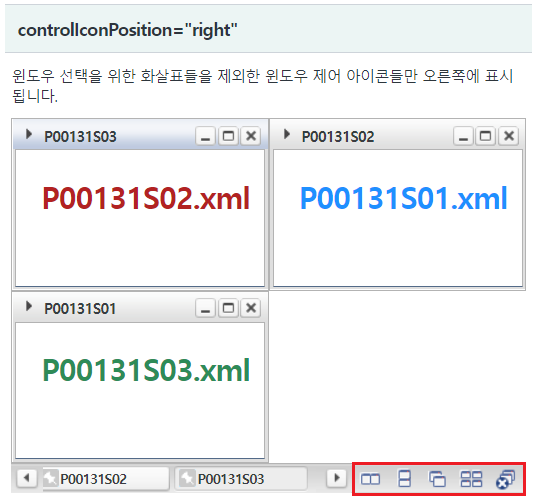 controlIconPosition="right"
윈도우 선택을 위한 화살표들을 제외한 윈도우 제어 아이콘들만 오른쪽에 표시
됩니다.
P00131S03
P00131S02
P00131S02.xml
P00131S01.xml
P00131S01
P00131S03.xml
P00131S02
P00131S03